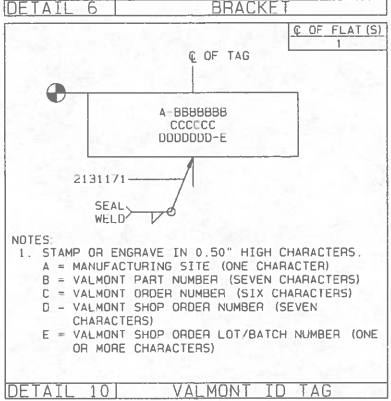 DETAIL 6 BRACKET
℄ OF FLAT(S)
1
℄ OF TAG
A-BBBBBBB
CCCCCC
DDDDDDD-E
2131171
SEAL
WELD
NOTES:
1. STAMP OR ENGRAVE IN 0.50" HIGH CHARACTERS.
A = MANUFACTURING SITE (ONE CHARACTER)
B = VALMONT PART NUMBER (SEVEN CHARACTERS)
C = VALMONT ORDER NUMBER (SIX CHARACTERS)
D - VALMONT SHOP ORDER NUMBER (SEVEN
CHARACTERS)
E = VALMONT SHOP ORDER LOT/BATCH NUMBER (ONE
OR MORE CHARACTERS)
DETAIL 10 VALMONT ID TAG